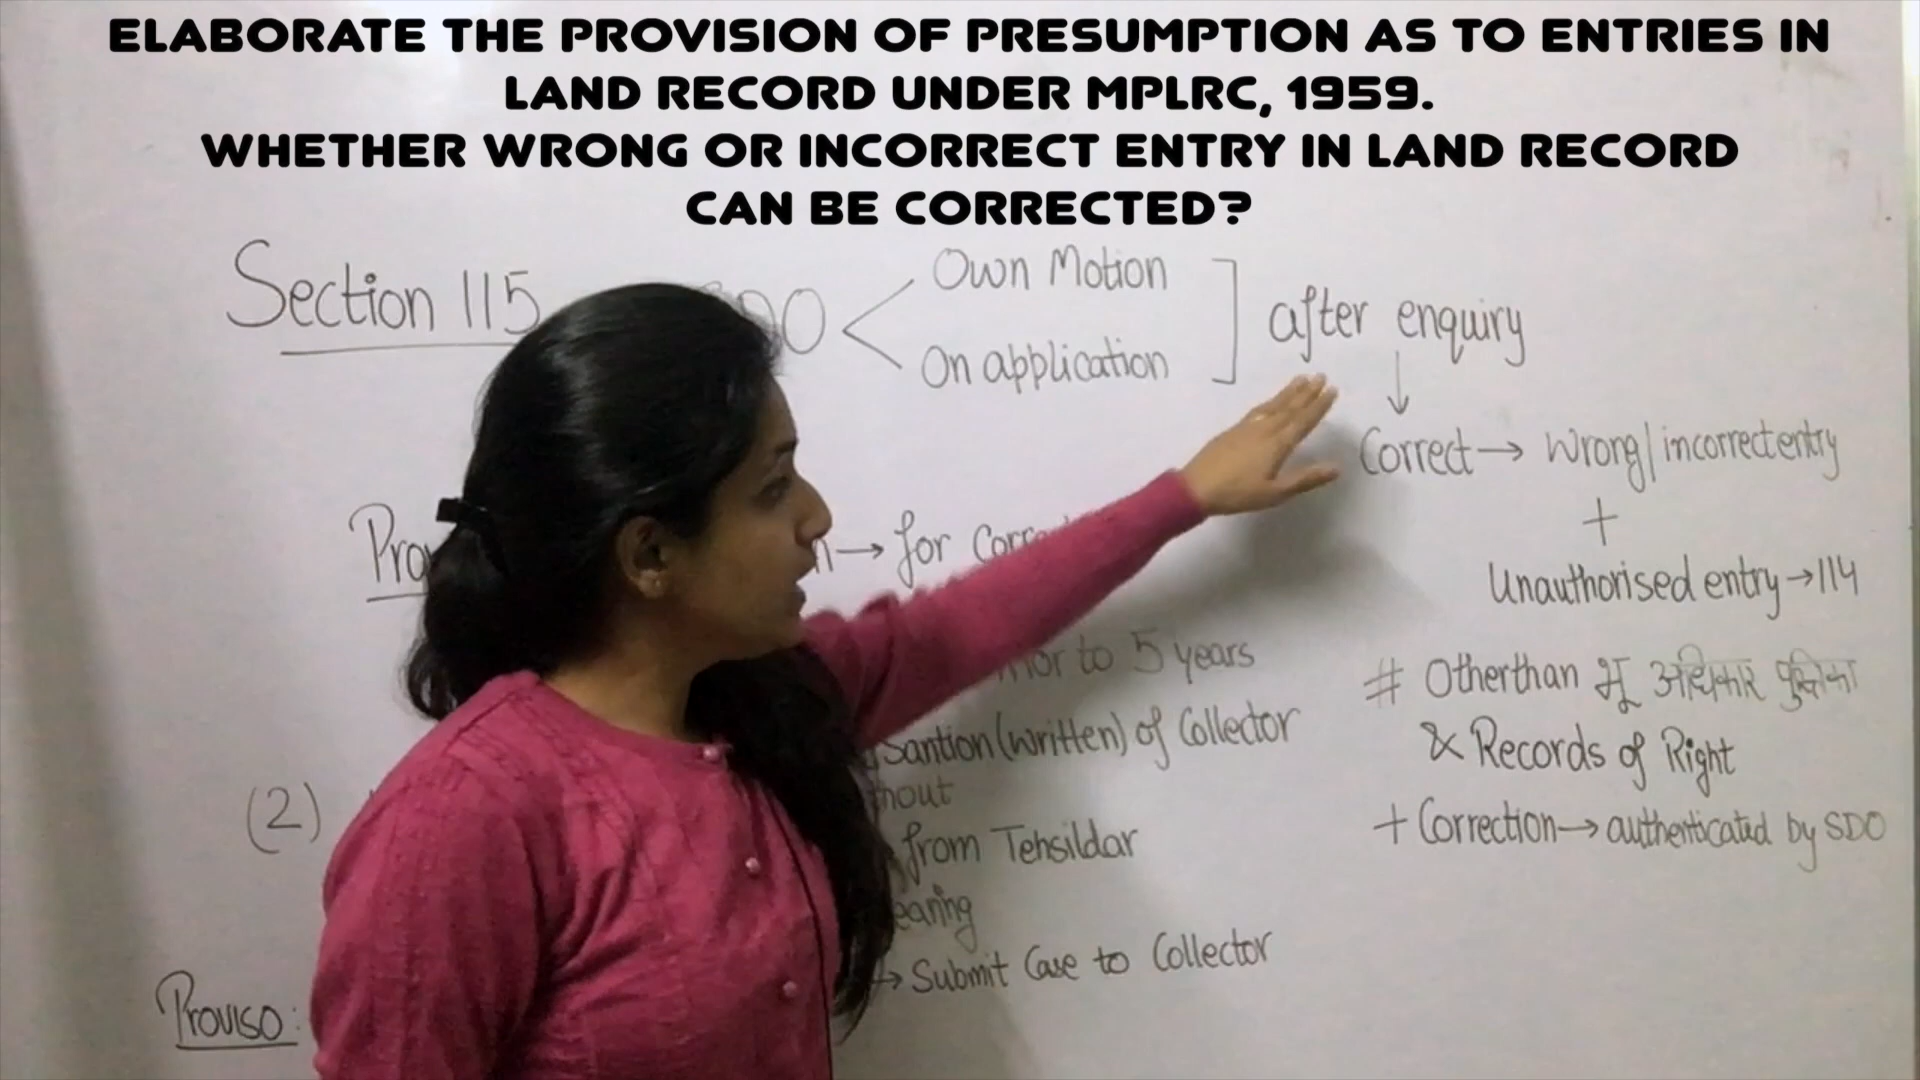 ELABORATE THE PROVISION OF PRESUMPTION AS TO ENTRIES IN
LAND RECORD UNDER MPLRC, 1959.
WHETHER WRONG OR INCORRECT ENTRY IN LAND RECORD
CAN BE CORRECTED?
Section 115
Own Motion
On application
after enquiry
Correct → Wrong/incorrect entry
+
Unauthorised entry → 114
# Other than भू अधिकार पुस्तिका
& Records of Right
+ Correction → authenticated by SDO
→ for
to 5 years
Santion (written) of Collector
(2)
from Tehsildar
→ Submit Case to Collector
Proviso: